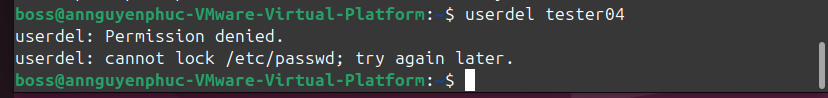 boss@annguyenphuc-VMware-Virtual-Platform:~$ userdel tester04
userdel: Permission denied.
userdel: cannot lock /etc/passwd; try again later.
boss@annguyenphuc-VMware-Virtual-Platform:~$